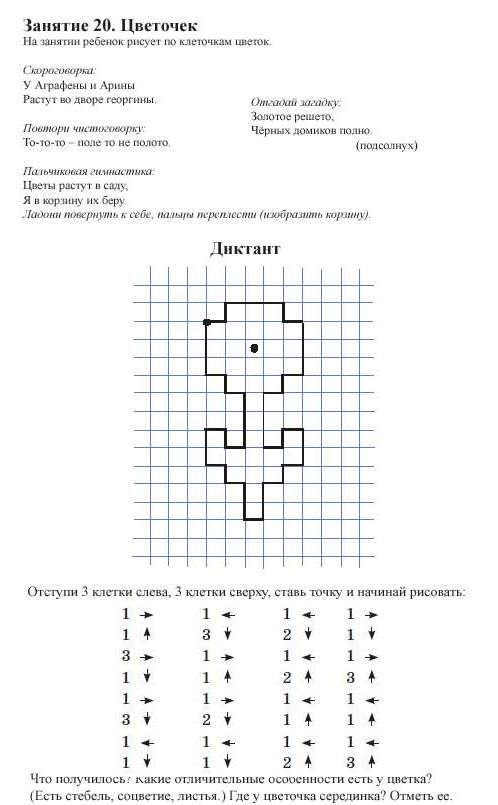 Занятие 20. Цветочек
На занятии ребенок рисует по клеточкам цветок.
Скороговорка:
У Аграфены и Арины
Растут во дворе георгины.
Отгадай загадку:
Золотое решето,
Чёрных домиков полно.
(подсолнух)
Повтори чистоговорку:
То-то-то – поле то не полото.
Пальчиковая гимнастика:
Цветы растут в саду,
Я в корзину их беру.
Ладони повернуть к себе, пальцы переплести (изобразить корзину).
Диктант
Отступи 3 клетки слева, 3 клетки сверху, ставь точку и начинай рисовать:
1 → 1 ← 1 ← 1 →
1 ↑ 3 ↓ 2 ↓ 1 ↓
3 → 1 → 1 ← 1 →
1 ↓ 1 ↑ 2 ↑ 3 ↑
1 → 1 → 1 ← 1 ←
3 ↓ 2 ↓ 1 ↑ 1 ↑
1 ← 1 ← 1 ← 1 ←
1 ↓ 1 ↓ 2 ↑ 3 ↑
Что получилось? Какие отличительные особенности есть у цветка?
(Есть стебель, соцветие, листья.) Где у цветочка серединка? Отметь ее.